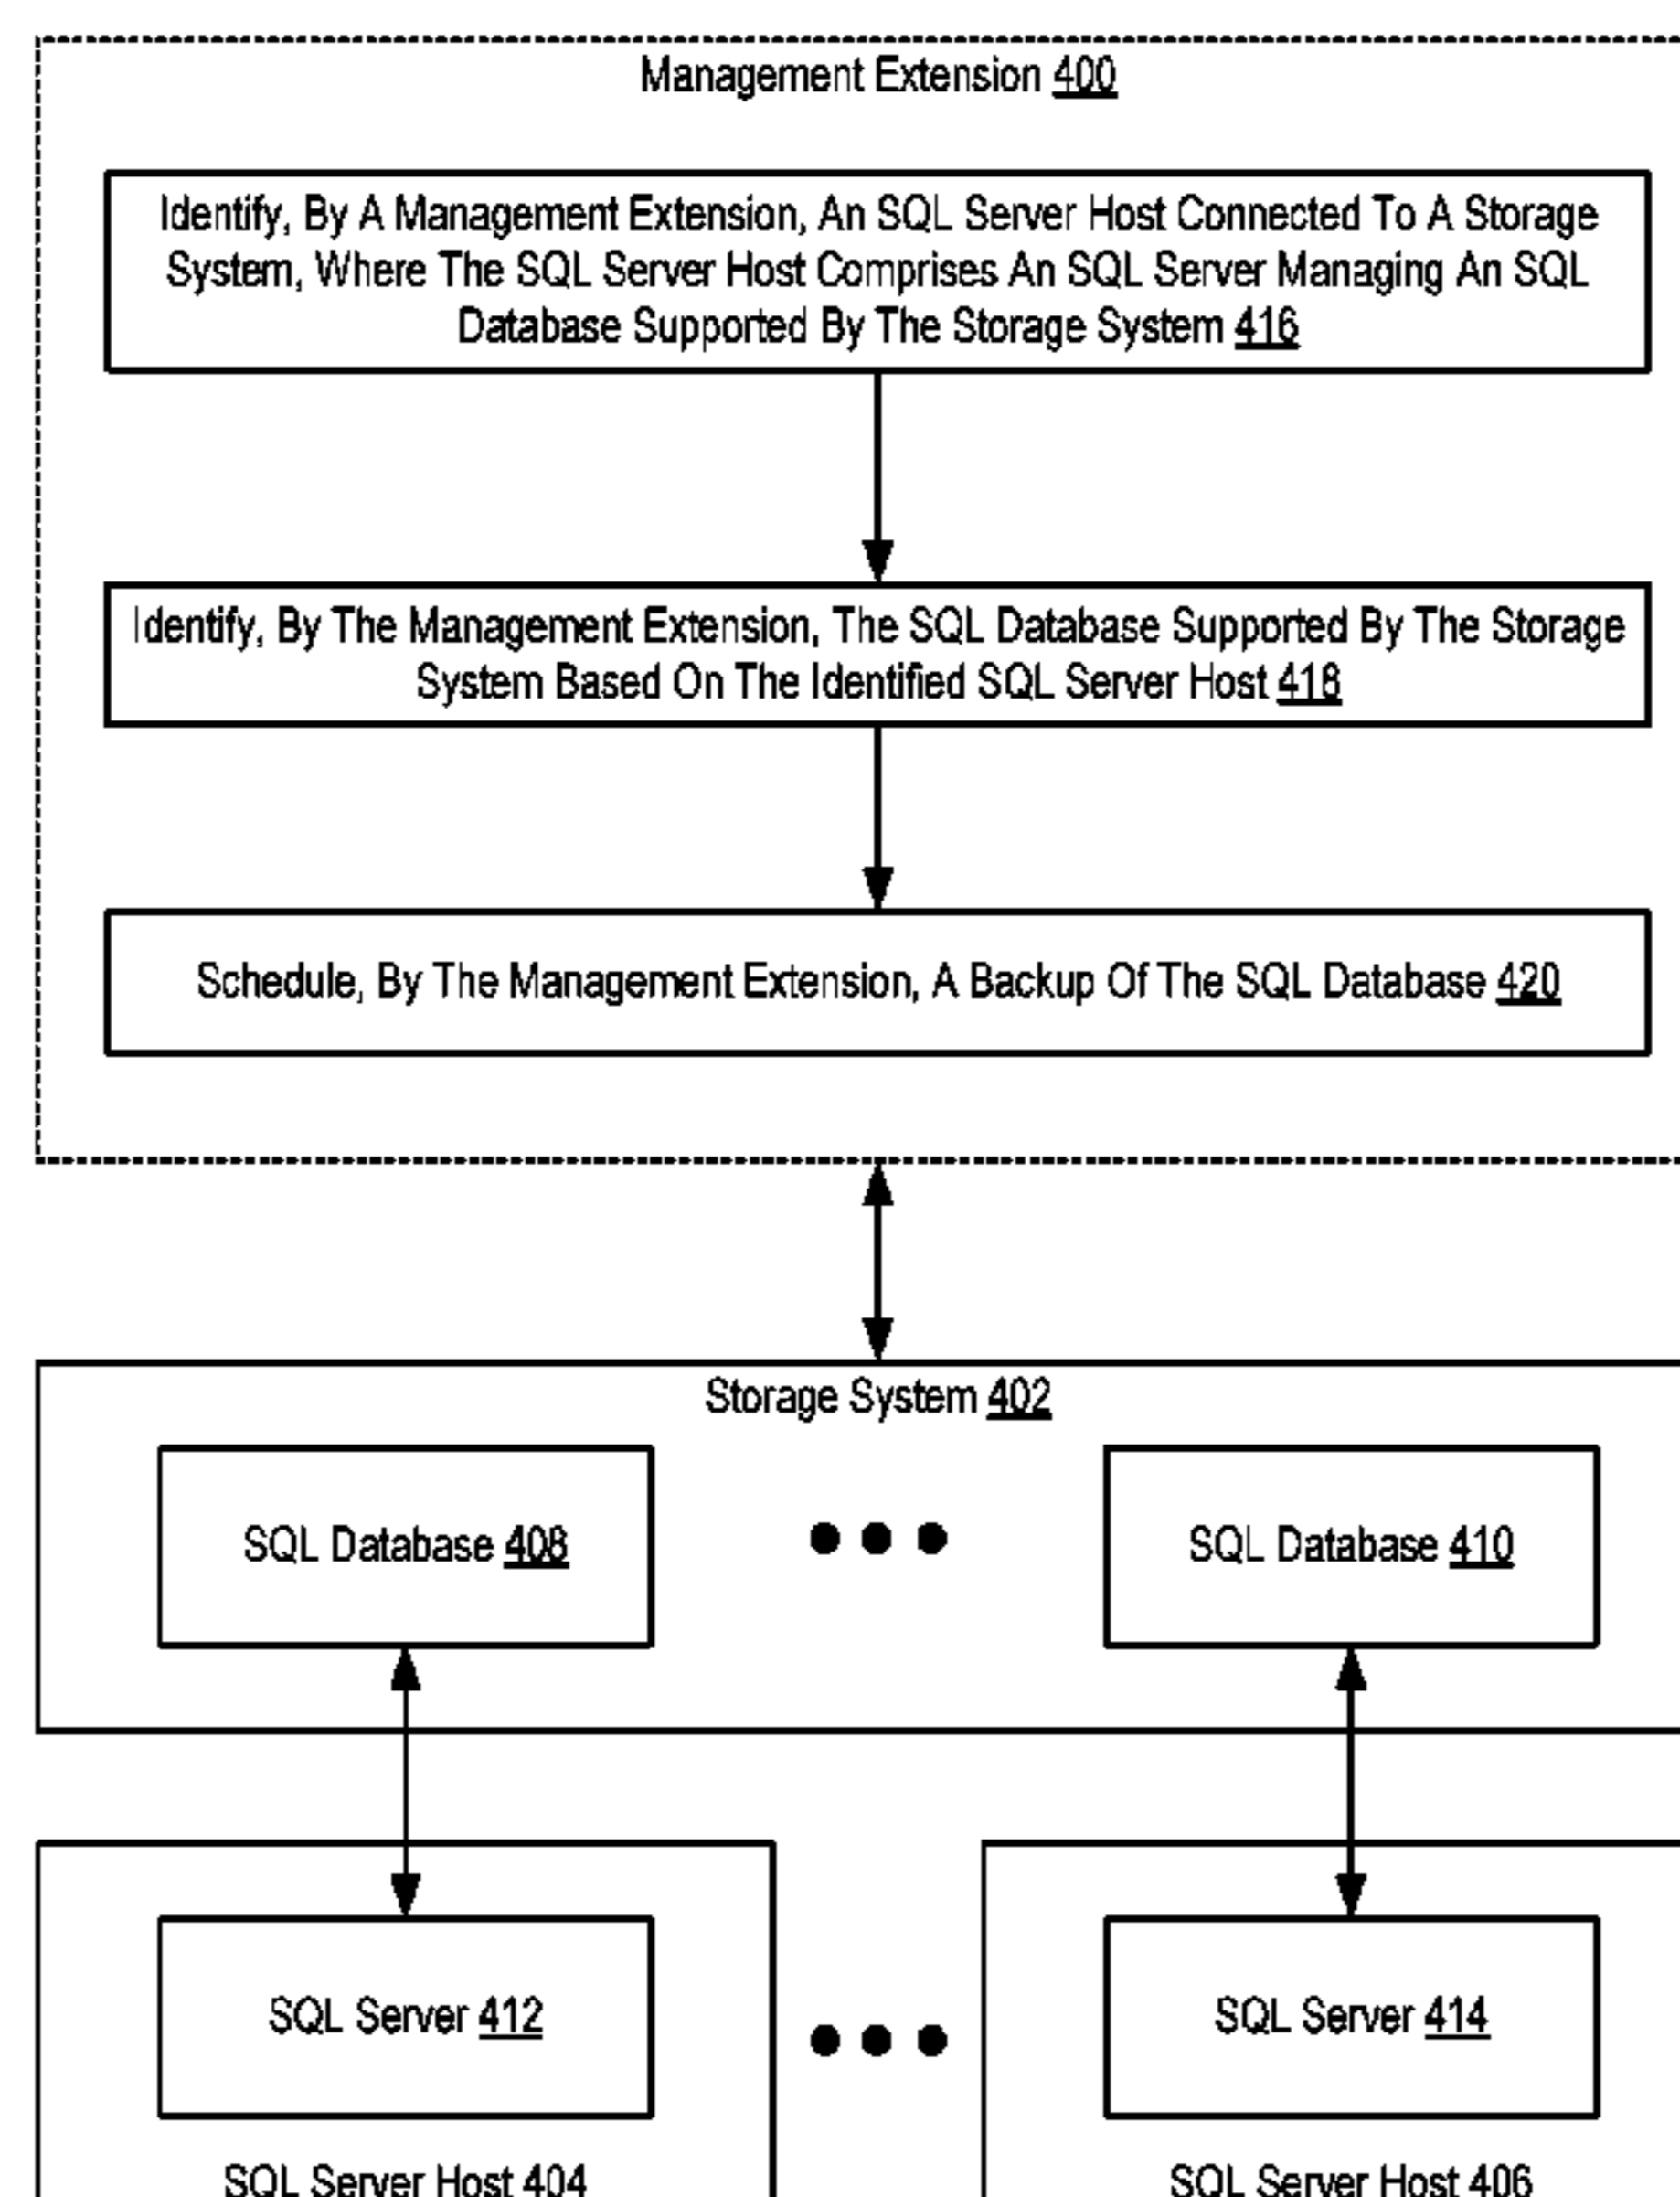 Management Extension 400
Identify, By A Management Extension, An SQL Server Host Connected To A Storage
System, Where The SQL Server Host Comprises An SQL Server Managing An SQL
Database Supported By The Storage System 416
Identify, By The Management Extension, The SQL Database Supported By The Storage
System Based On The Identified SQL Server Host 418
Schedule, By The Management Extension, A Backup Of The SQL Database 420
Storage System 402
SQL Database 408
SQL Database 410
SQL Server 412
SQL Server 414
SQL Server Host 404
SQL Server Host 406